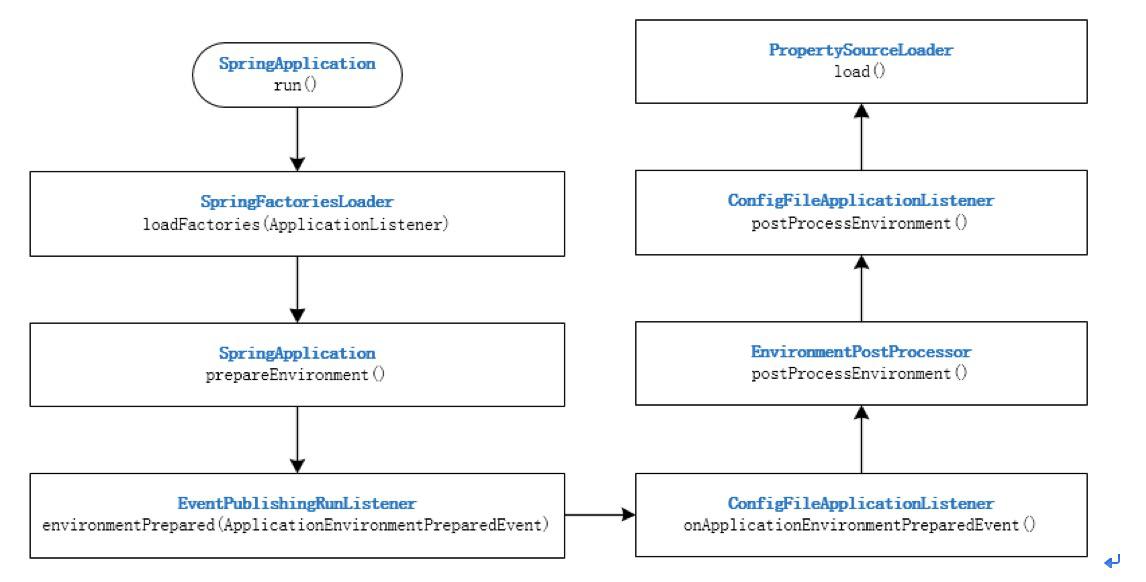 SpringApplication
run()
SpringFactoriesLoader
loadFactories(ApplicationListener)
SpringApplication
prepareEnvironment()
EventPublishingRunListener
environmentPrepared(ApplicationEnvironmentPreparedEvent)
ConfigFileApplicationListener
onApplicationEnvironmentPreparedEvent()
EnvironmentPostProcessor
postProcessEnvironment()
ConfigFileApplicationListener
postProcessEnvironment()
PropertySourceLoader
load()